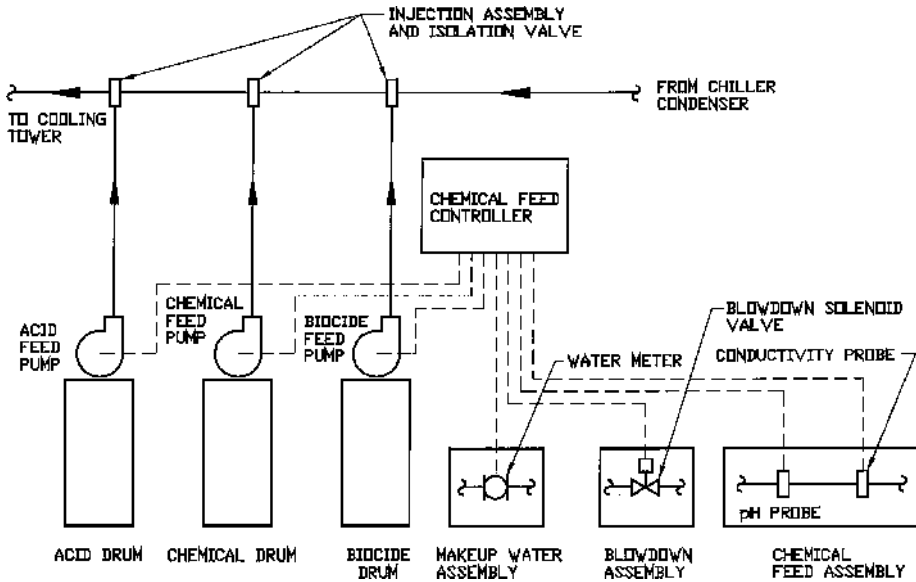 INJECTION ASSEMBLY
AND ISOLATION VALVE
TO COOLING
TOWER
FROM CHILLER
CONDENSER
CHEMICAL FEED
CONTROLLER
ACID
FEED
PUMP
CHEMICAL
FEED
PUMP
BIOCIDE
FEED
PUMP
BLOWDOWN SOLENOID
VALVE
WATER METER
CONDUCTIVITY PROBE
pH PROBE
ACID DRUM
CHEMICAL DRUM
BIOCIDE
DRUM
MAKEUP WATER
ASSEMBLY
BLOWDOWN
ASSEMBLY
CHEMICAL
FEED ASSEMBLY